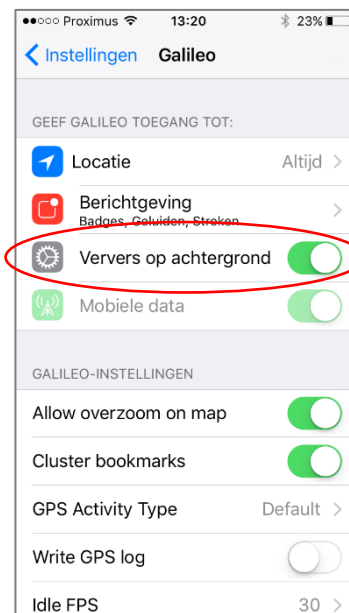 Proximus 13:20 23%
Instellingen Galileo
GEEF GALILEO TOEGANG TOT:
Locatie Altijd
Berichtgeving
Badges, Geluiden, Stroken
Ververs op achtergrond
Mobiele data
GALILEO-INSTELLINGEN
Allow overzoom on map
Cluster bookmarks
GPS Activity Type Default
Write GPS log
Idle FPS 30